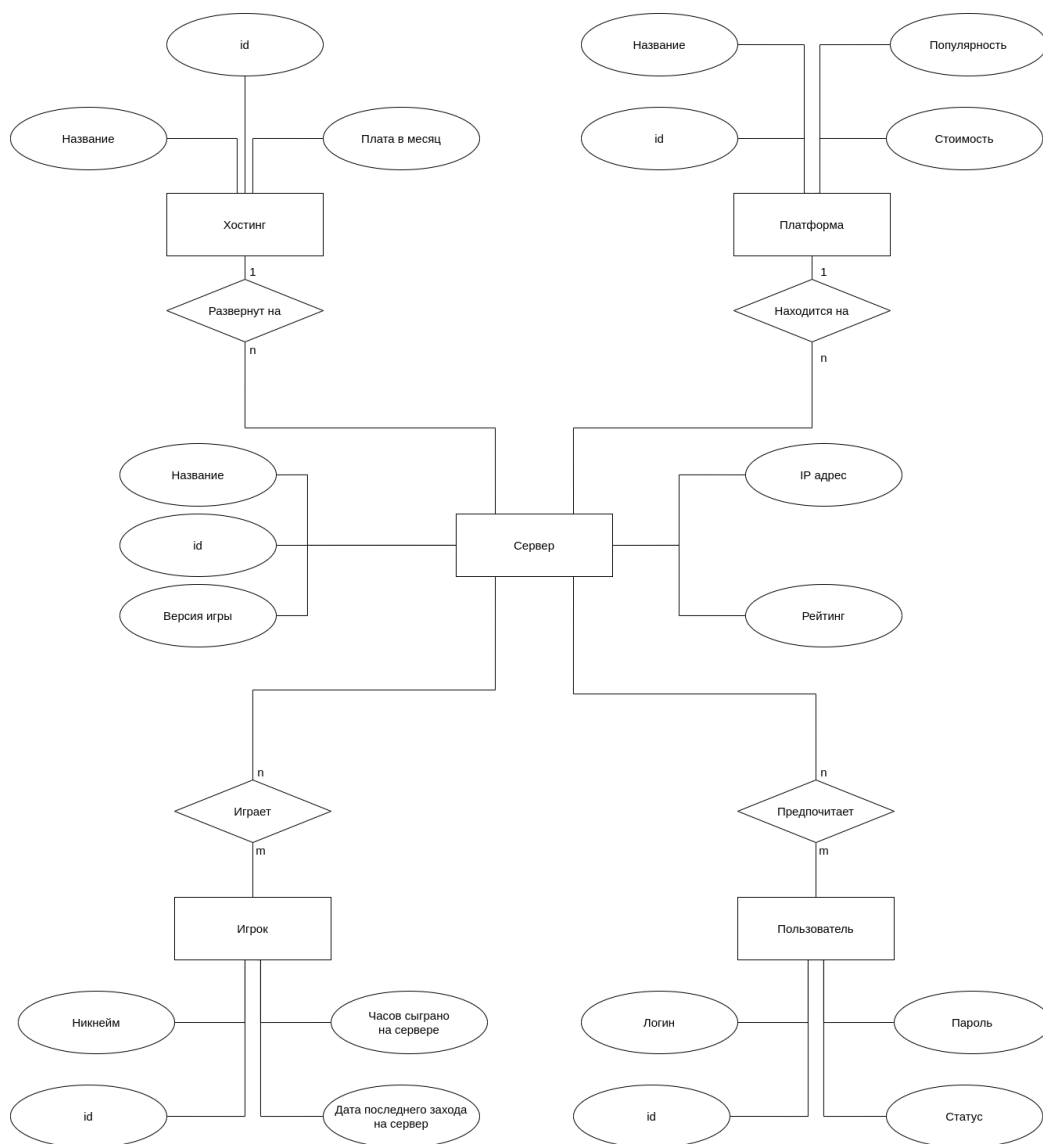 id
Название
Плата в месяц
Хостинг
1
Развернут на
n
Название
Популярность
id
Стоимость
Платформа
1
Находится на
n
Название
id
Версия игры
Сервер
IP адрес
Рейтинг
n
Играет
m
Игрок
Никнейм
Часов сыграно
на сервере
id
Дата последнего захода
на сервер
n
Предпочитает
m
Пользователь
Логин
Пароль
id
Статус